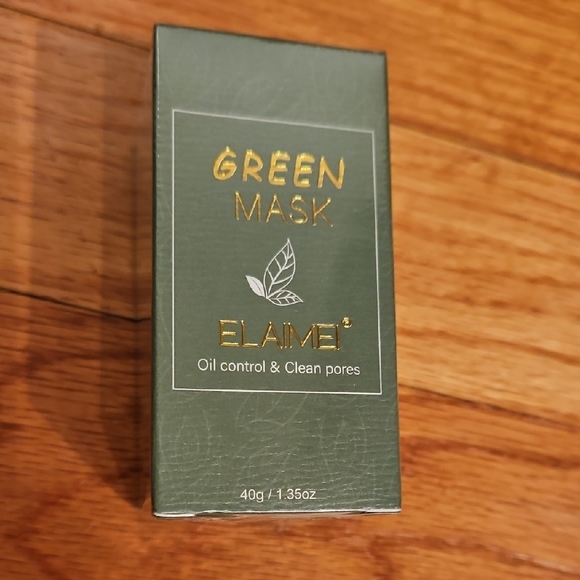 GREEN
MASK
ELAIMEI®
Oil control & Clean pores
40g / 1.35oz